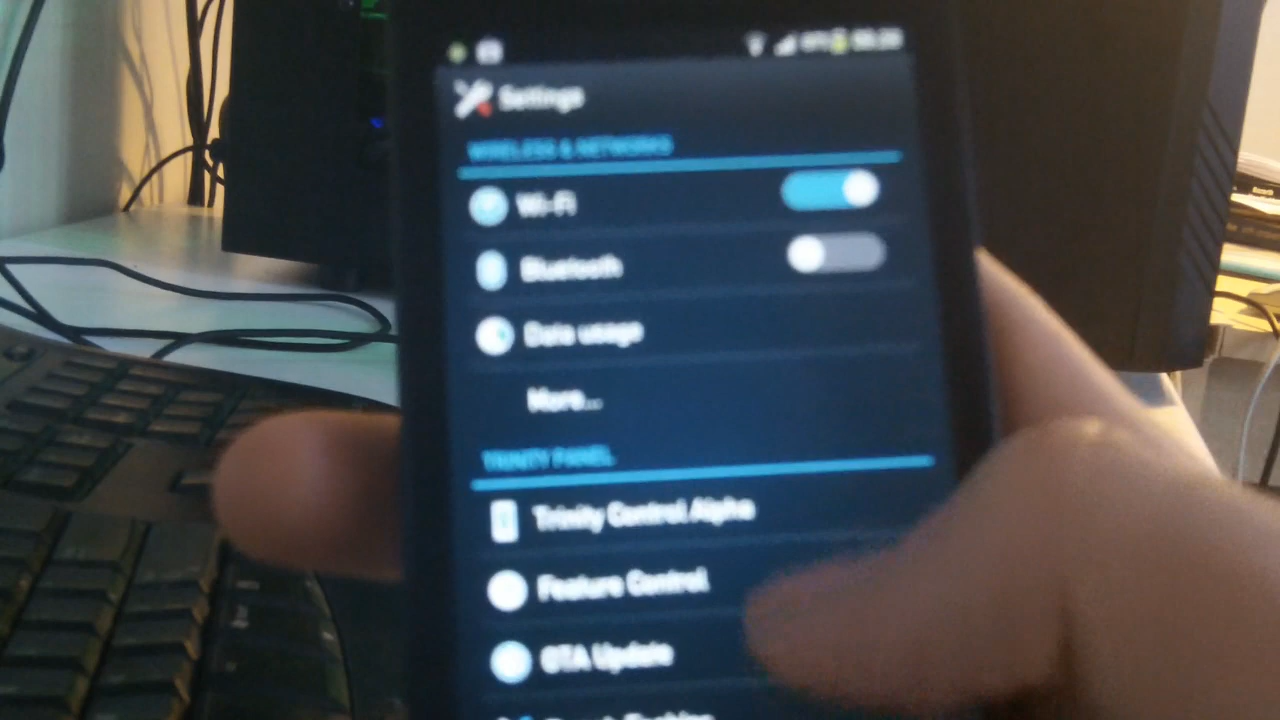 Settings
WIRELESS & NETWORKS
Wi-Fi
Bluetooth
Data usage
More...
TRINITY PANEL
Trinity Control Alpha
Feature Control
OTA Update